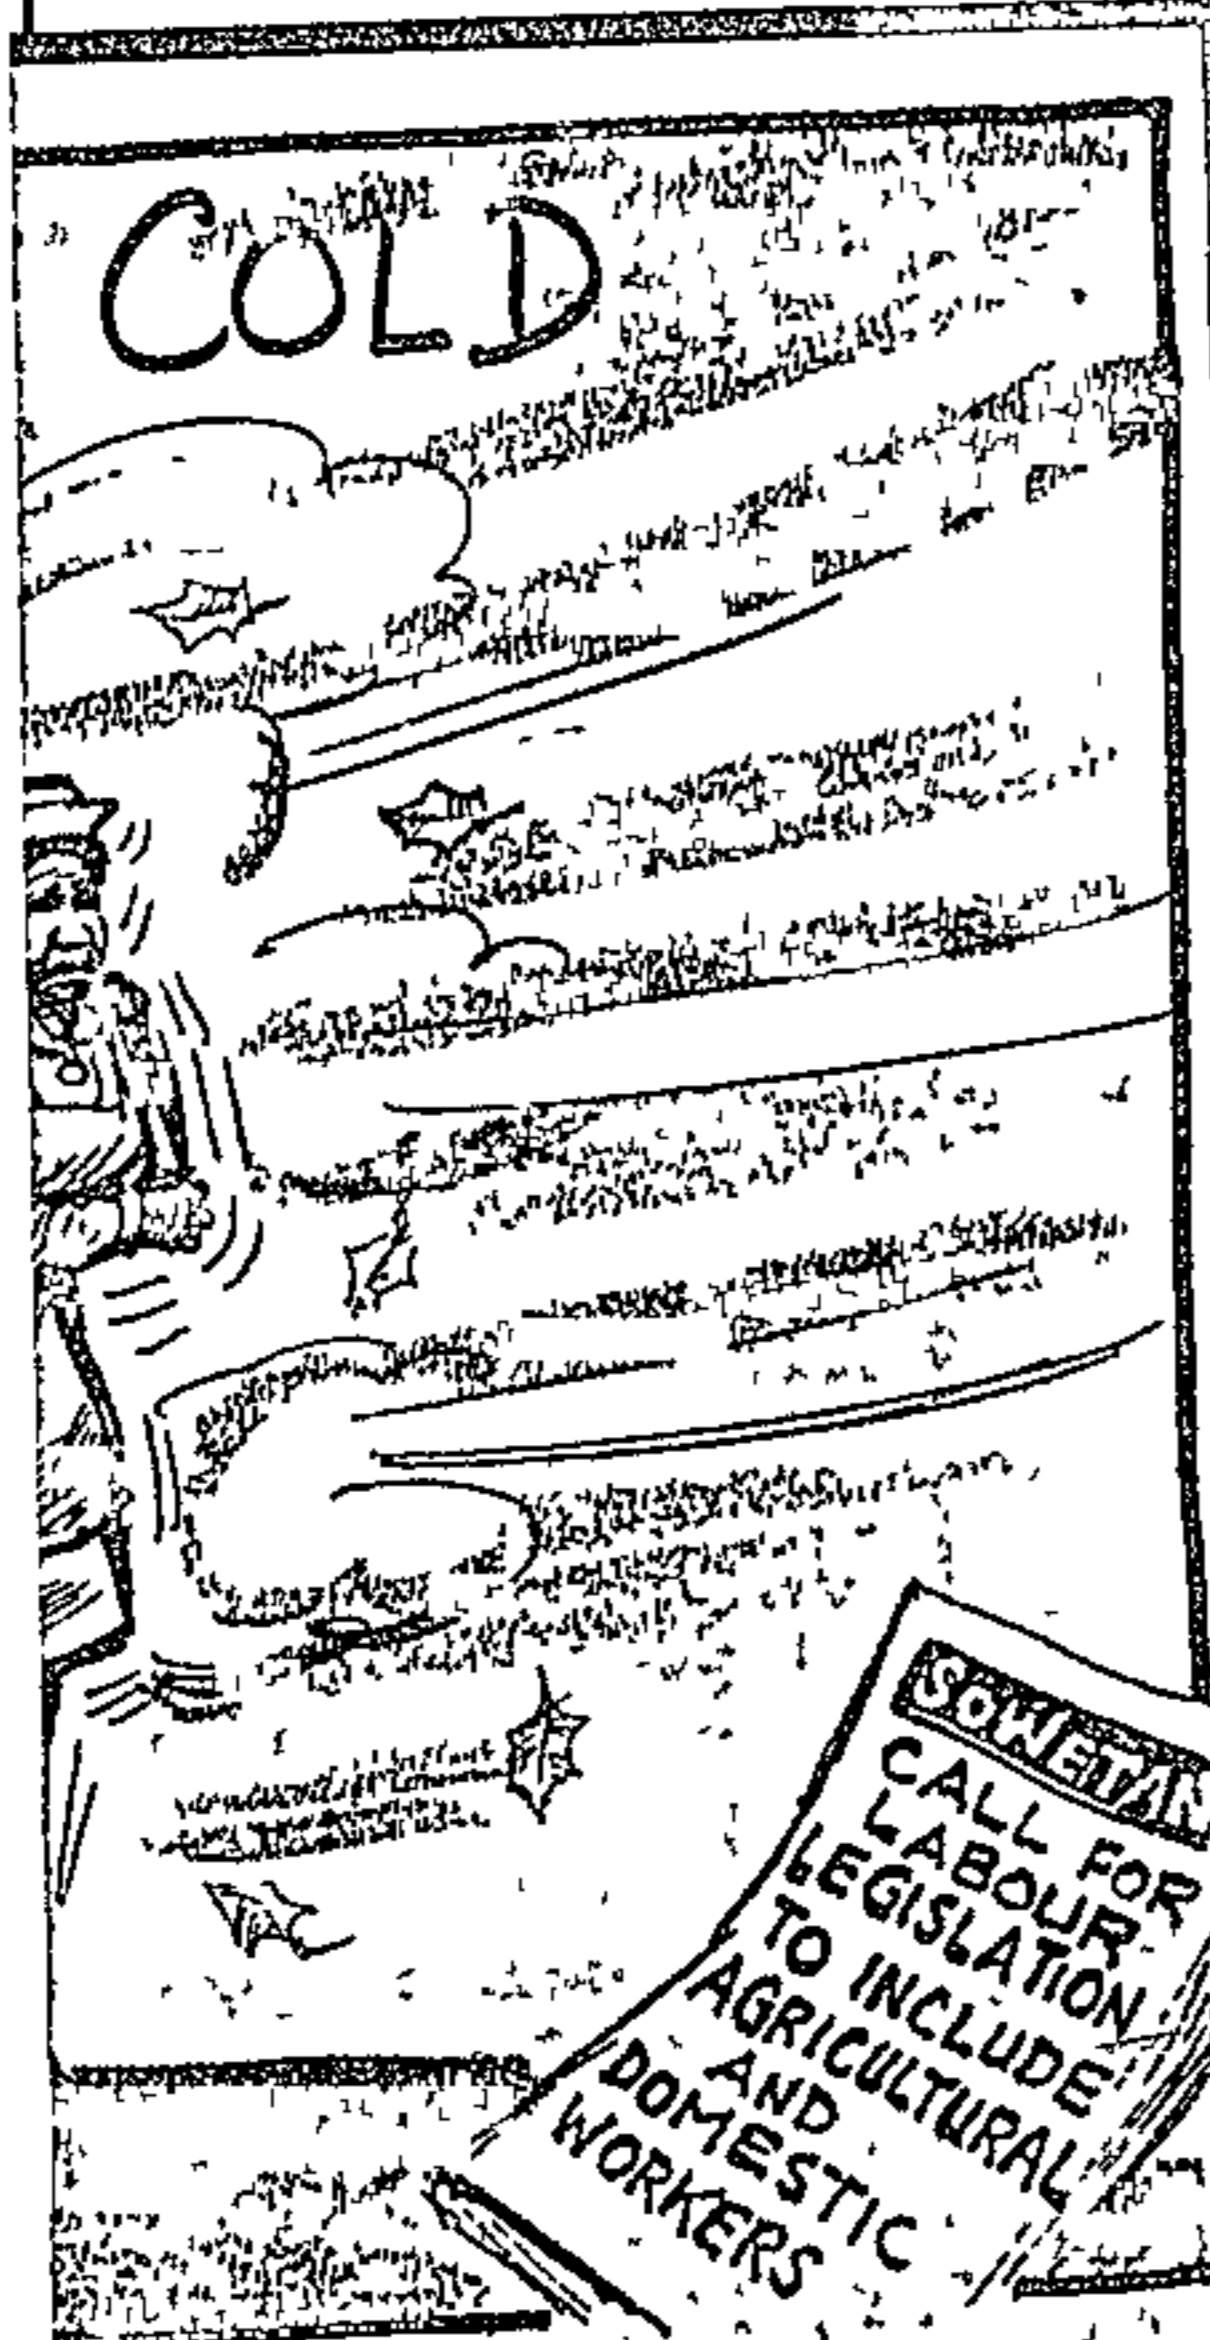 COLD
SOWETAN
CALL FOR
LABOUR
LEGISLATION
TO INCLUDE
AGRICULTURAL
AND
DOMESTIC
WORKERS